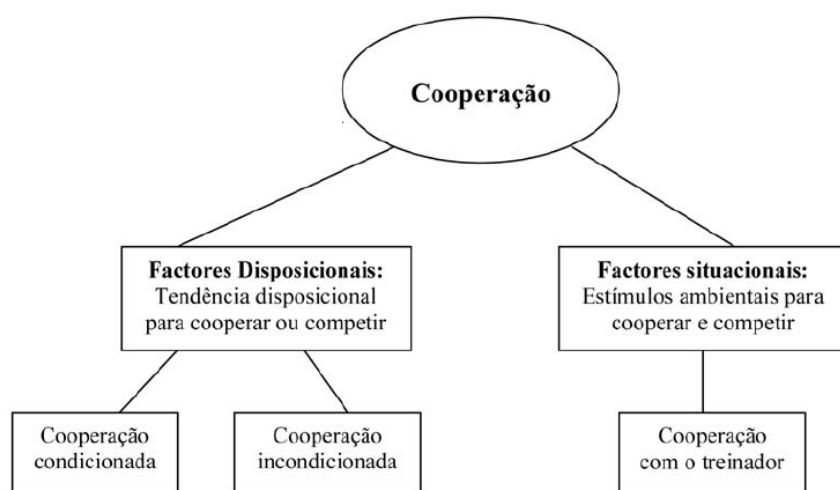 Cooperação
Factores Disposicionais:
Tendência disposicional
para cooperar ou competir
Factores situacionais:
Estímulos ambientais para
cooperar e competir
Cooperação
condicionada
Cooperação
incondicionada
Cooperação
com o treinador